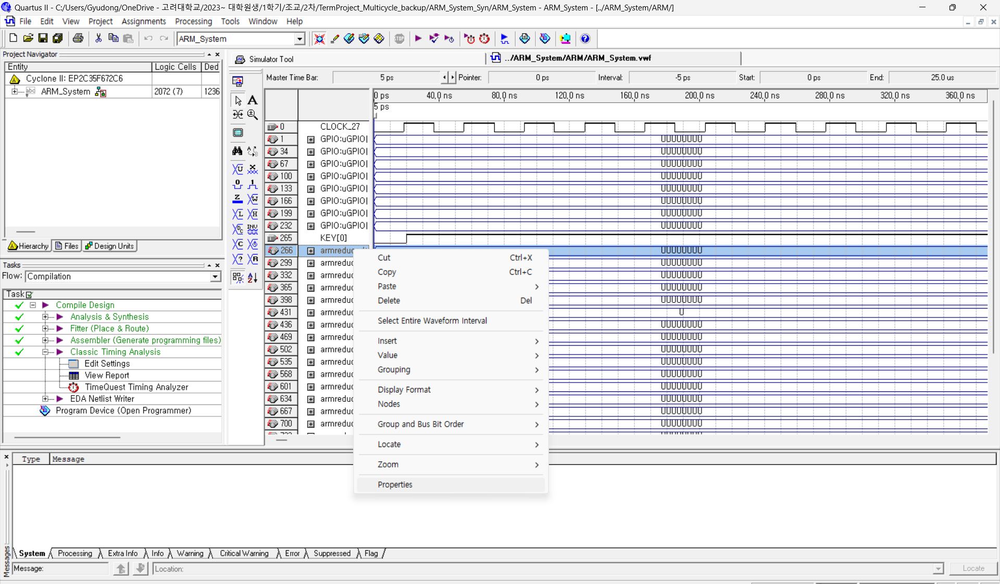 Quartus II - C:/Users/Gyudong/OneDrive - 고려대학교/2023~ 대학원생/1학기/조교/2차/TermProject_Multicycle_backup/ARM_System_Syn/ARM_System - ARM_System - [../ARM_System/ARM/]
File Edit View Project Assignments Processing Tools Window Help
ARM_System
Project Navigator
Entity Logic Cells Ded
Cyclone II: EP2C35F672C6
ARM_System 2072 (7) 1236
Hierarchy Files Design Units
Tasks
Flow: Compilation
Task
Compile Design
Analysis & Synthesis
Fitter (Place & Route)
Assembler (Generate programming files)
Classic Timing Analysis
Edit Settings
View Report
TimeQuest Timing Analyzer
EDA Netlist Writer
Program Device (Open Programmer)
Simulator Tool ../ARM_System/ARM/ARM_System.vwf
Master Time Bar: 5 ps Pointer: 0 ps Interval: -5 ps Start: 0 ps End: 25.0 us
0 ps 40.0 ns 80.0 ns 120.0 ns 160.0 ns 200.0 ns 240.0 ns 280.0 ns 320.0 ns 360.0 ns
5 ps
0 CLOCK_27
1 GPIO:uGPIO| UUUUUUUU
34 GPIO:uGPIO| UUUUUUUU
67 GPIO:uGPIO| UUUUUUUU
100 GPIO:uGPIO| UUUUUUUU
133 GPIO:uGPIO| UUUUUUUU
166 GPIO:uGPIO| UUUUUUUU
199 GPIO:uGPIO| UUUUUUUU
232 GPIO:uGPIO| UUUUUUUU
265 KEY[0]
266 armreduc UUUUUUUU
299 armreduc UUUUUUUU
332 armreduc UUUUUUUU
365 armreduc UUUUUUUU
398 armreduc UUUUUUUU
431 armreduc U
436 armreduc UUUUUUUU
469 armreduc UUUUUUUU
502 armreduc UUUUUUUU
535 armreduc UUUUUUUU
568 armreduc UUUUUUUU
601 armreduc UUUUUUUU
634 armreduc UUUUUUUU
667 armreduc UUUUUUUU
700 armreduc UUUUUUUU
Cut Ctrl+X
Copy Ctrl+C
Paste
Delete Del
Select Entire Waveform Interval
Insert
Value
Grouping
Display Format
Nodes
Group and Bus Bit Order
Locate
Zoom
Properties
Type Message
System Processing Extra Info Info Warning Critical Warning Error Suppressed Flag
Messages
Message: Location: Locate